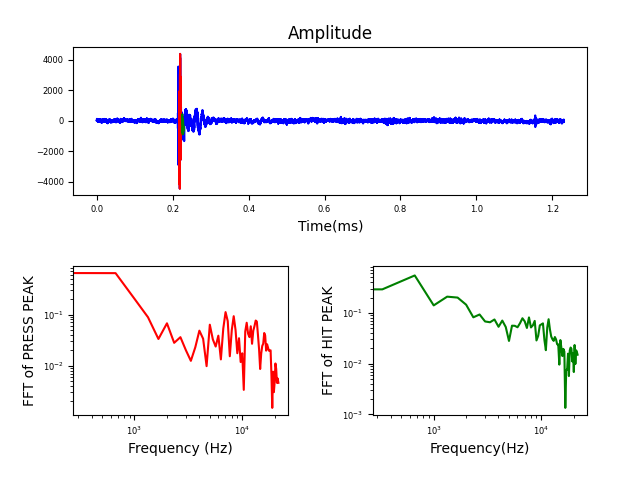 Amplitude
4000
2000
0
−2000
−4000
0.0 0.2 0.4 0.6 0.8 1.0 1.2
Time(ms)
FFT of PRESS PEAK
10⁻¹
10⁻²
10³ 10⁴
Frequency (Hz)
FFT of HIT PEAK
10⁻¹
10⁻²
10⁻³
10³ 10⁴
Frequency(Hz)